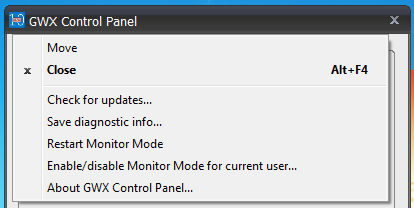 GWX Control Panel
Move
x Close Alt+F4
Check for updates...
Save diagnostic info...
Restart Monitor Mode
Enable/disable Monitor Mode for current user...
About GWX Control Panel...